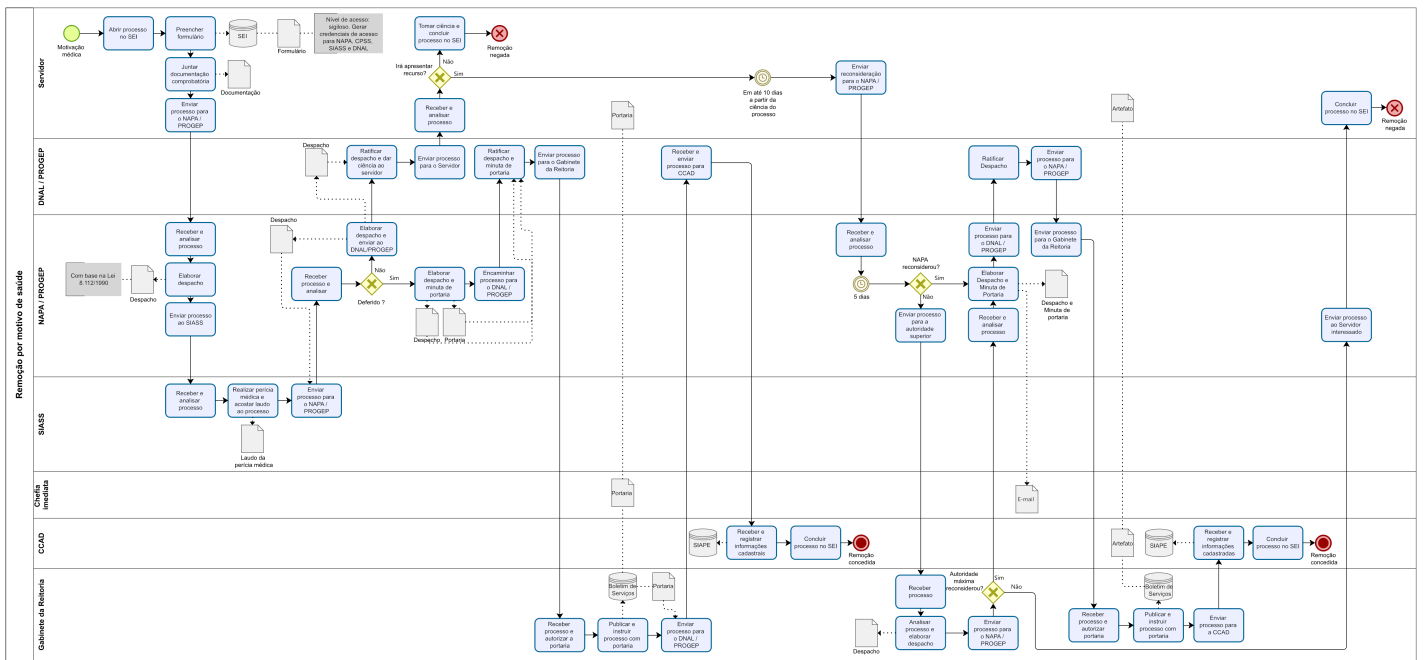 Remoção por motivo de saúde
Servidor
Motivação
médica
Abrir processo
no SEI
Preencher
formulário
SEI
Formulário
Nível de acesso:
sigiloso. Gerar
credenciais de acesso
para NAPA, CPSS,
SIASS e DNAL
Juntar
documentação
comprobatória
Documentação
Enviar
processo para
o NAPA /
PROGEP
Tomar ciência e
concluir
processo no SEI
Remoção
negada
Irá apresentar
recurso?
Não
Sim
Receber e
analisar
processo
Em até 10 dias
a partir da
ciência do
processo
Enviar
reconsideração
para o NAPA /
PROGEP
Portaria
Artefato
Concluir
processo no SEI
Remoção
negada
DNAL / PROGEP
Despacho
Ratificar
despacho e dar
ciência ao
servidor
Enviar processo
para o Servidor
Ratificar
despacho e
minuta de
portaria
Enviar processo
para o Gabinete
da Reitoria
Receber e
enviar
processo para
CCAD
Ratificar
Despacho
Enviar
processo para
o NAPA /
PROGEP
NAPA / PROGEP
Receber e
analisar
processo
Com base na Lei
8.112/1990
Despacho
Elaborar
despacho
Enviar processo
ao SIASS
Despacho
Receber
processo e
analisar
Elaborar
despacho e
enviar ao
DNAL/PROGEP
Não
Sim
Deferido ?
Elaborar
despacho e
minuta de
portaria
Despacho
Portaria
Encaminhar
processo para
o DNAL /
PROGEP
Receber e
analisar
processo
5 dias
NAPA
reconsiderou?
Sim
Não
Enviar
processo para
a autoridade
superior
Enviar
processo para
o DNAL /
PROGEP
Elaborar
Despacho e
Minuta de
Portaria
Despacho e
Minuta de
portaria
Receber e
analisar
processo
Enviar processo
para o Gabinete
da Reitoria
Enviar processo
ao Servidor
interessado
SIASS
Receber e
analisar
processo
Realizar perícia
médica e
acostar laudo
ao processo
Laudo da
perícia médica
Enviar
processo para
o NAPA /
PROGEP
Chefia
imediata
Portaria
E-mail
CCAD
SIAPE
Receber e
registrar
informações
cadastrais
Concluir
processo no SEI
Remoção
concedida
Artefato
SIAPE
Receber e
registrar
informações
cadastradas
Concluir
processo no SEI
Remoção
concedida
Gabinete da Reitoria
Receber
processo e
autorizar a
portaria
Publicar e
instruir
processo com
portaria
Boletim de
Serviços
Portaria
Enviar
processo para
o DNAL /
PROGEP
Receber
processo
Despacho
Analisar
processo e
elaborar
despacho
Enviar
processo para
o NAPA /
PROGEP
Autoridade
máxima
reconsiderou?
Sim
Não
Receber
processo e
autorizar
portaria
Publicar e
instruir
processo com
portaria
Boletim de
Serviços
Enviar
processo para
a CCAD